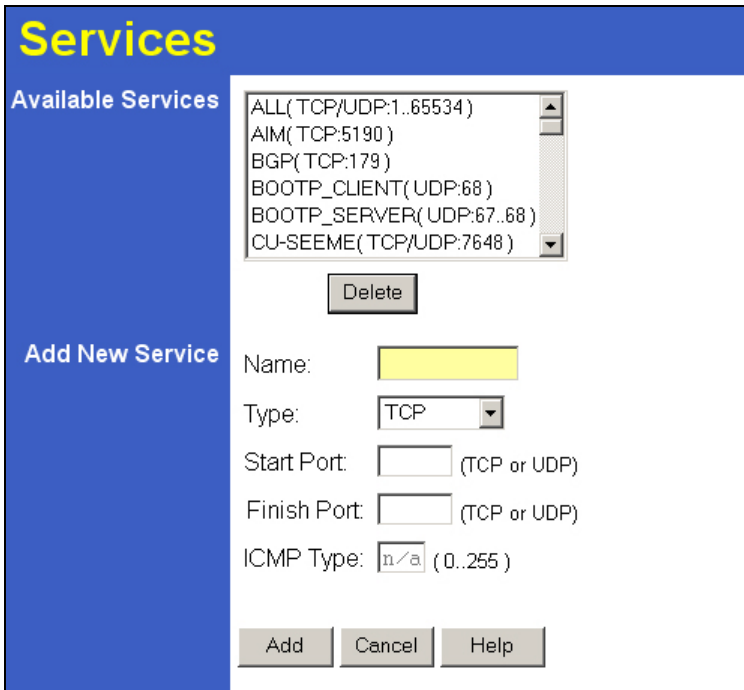 Services
Available Services
ALL(TCP/UDP:1..65534)
AIM(TCP:5190)
BGP(TCP:179)
BOOTP_CLIENT(UDP:68)
BOOTP_SERVER(UDP:67..68)
CU-SEEME(TCP/UDP:7648)
Delete
Add New Service
Name:
Type: TCP
Start Port: (TCP or UDP)
Finish Port: (TCP or UDP)
ICMP Type: n/a (0..255)
Add Cancel Help